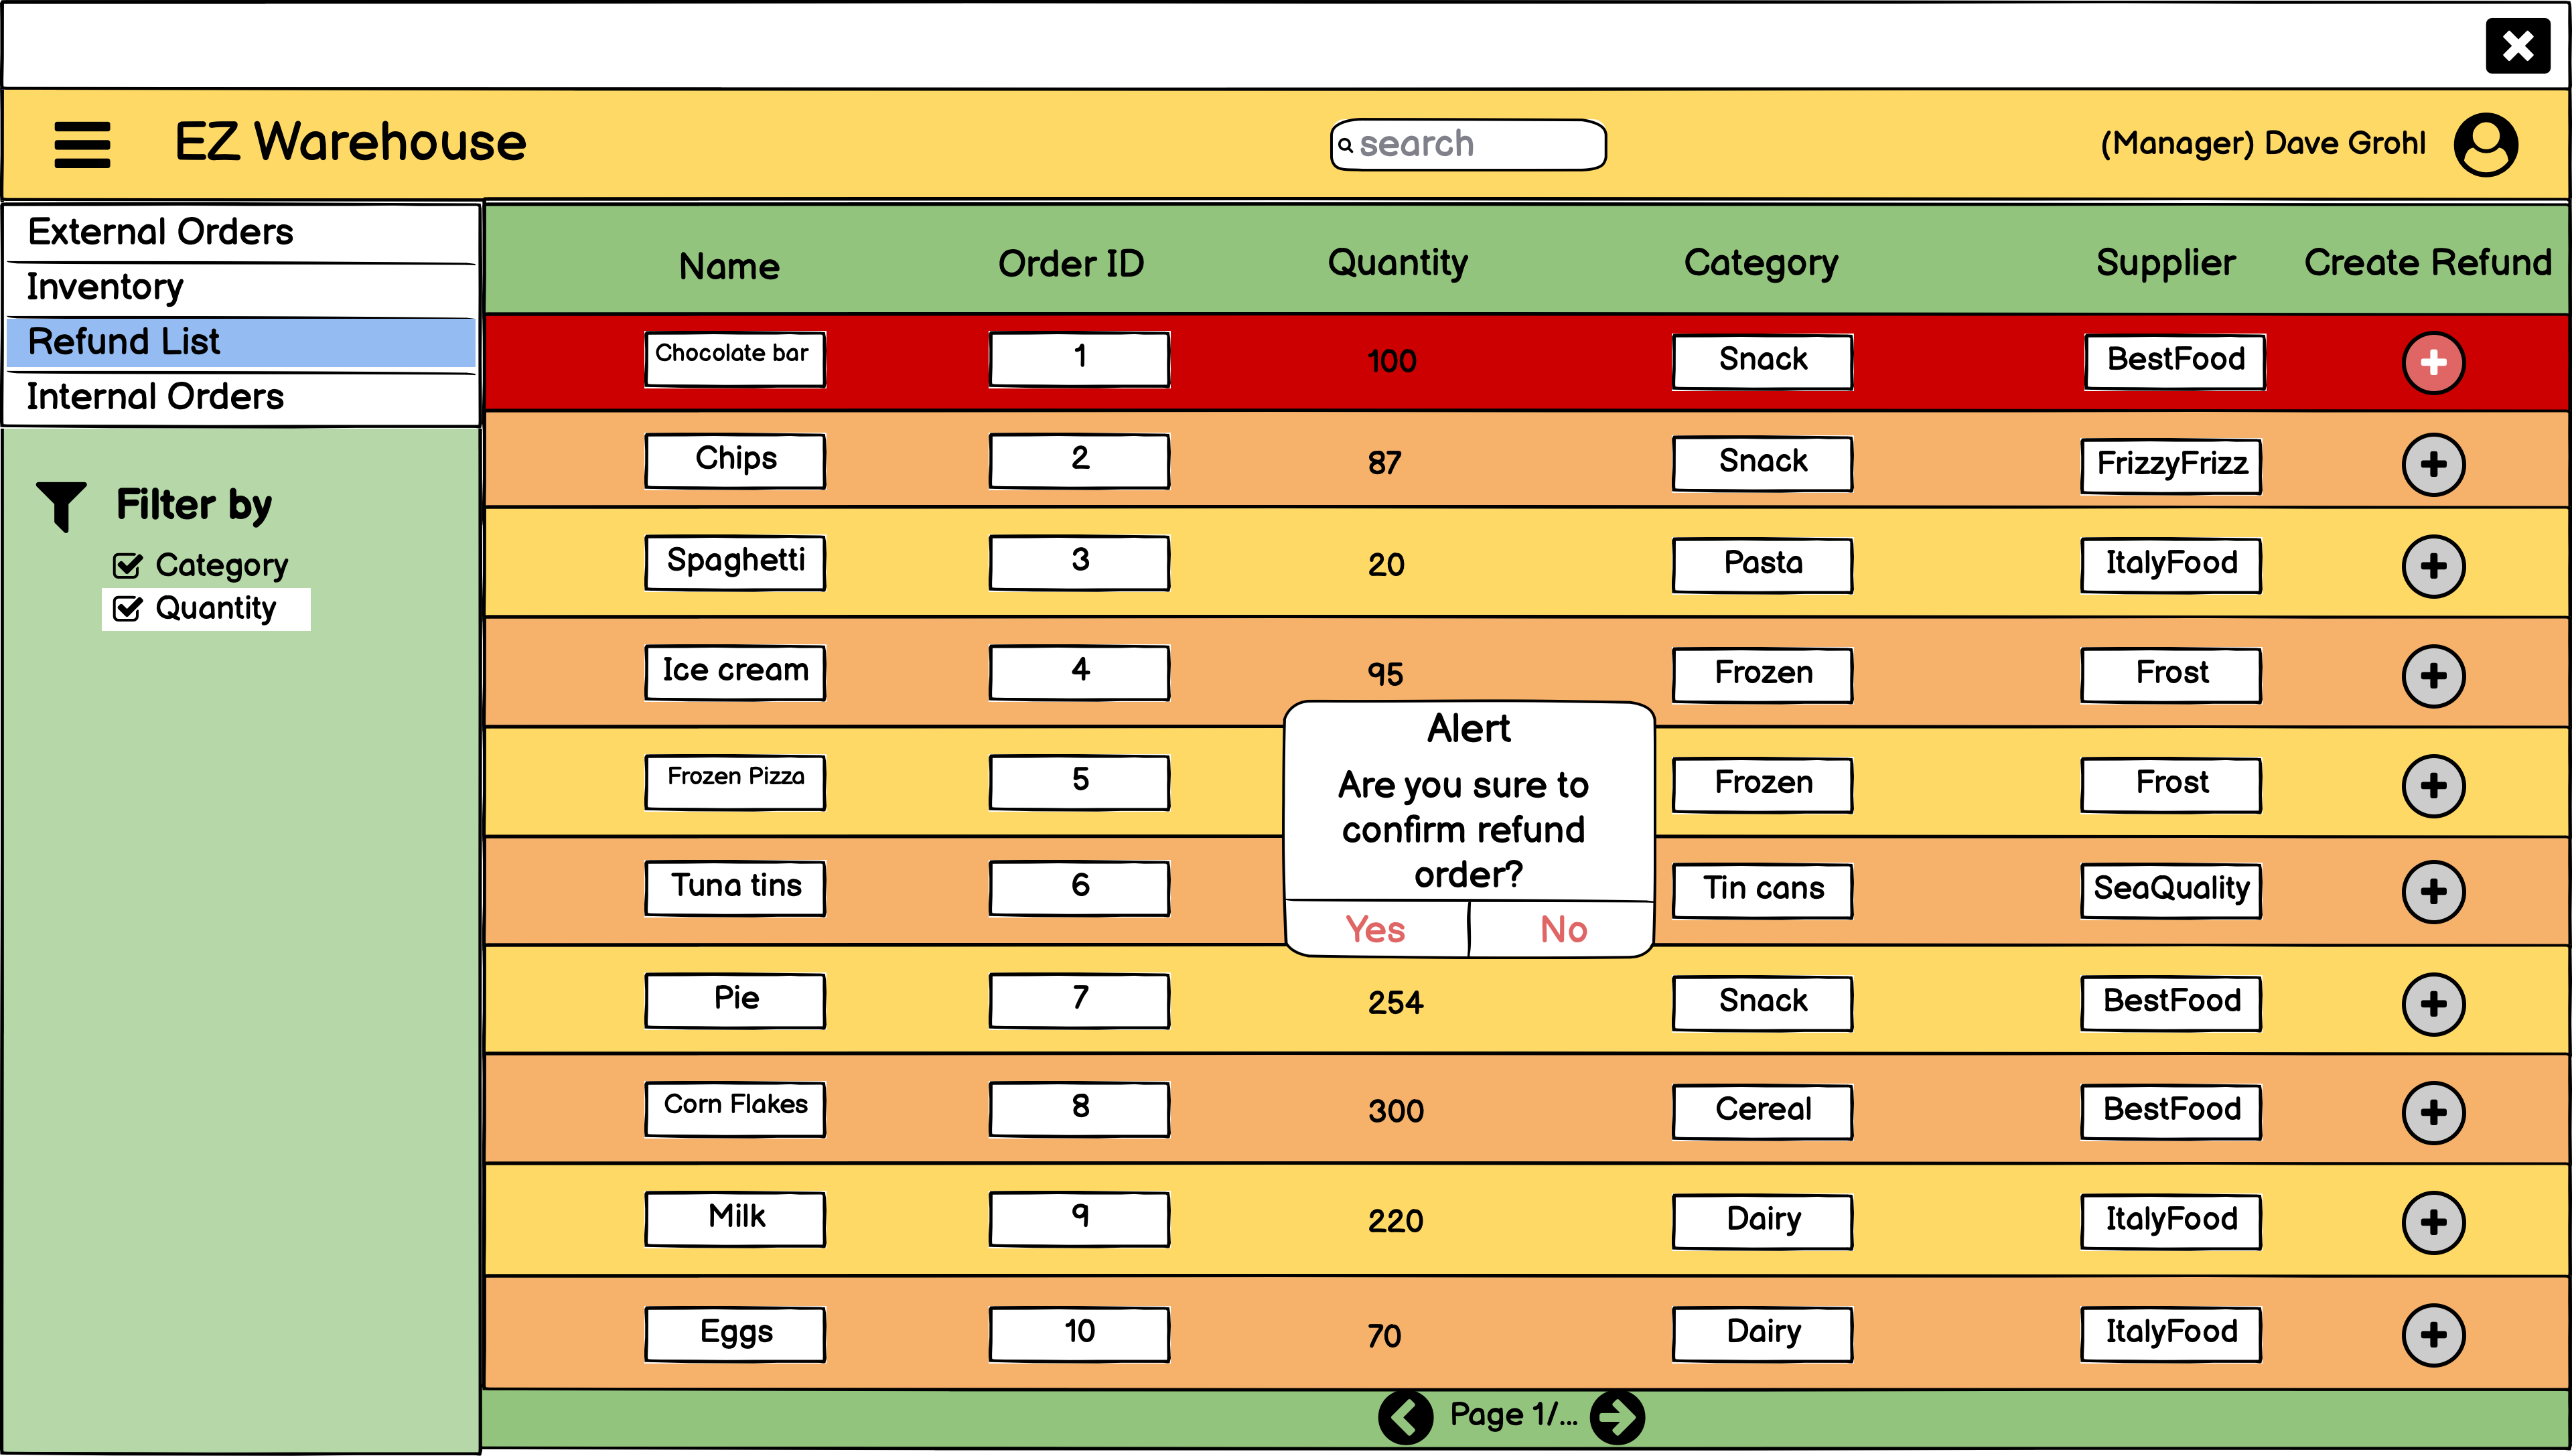 EZ Warehouse
search
(Manager) Dave Grohl
External Orders
Inventory
Refund List
Internal Orders
Filter by
Category
Quantity
Name Order ID Quantity Category Supplier Create Refund
Chocolate bar 1 100 Snack BestFood
Chips 2 87 Snack FrizzyFrizz
Spaghetti 3 20 Pasta ItalyFood
Ice cream 4 95 Frozen Frost
Frozen Pizza 5 Frozen Frost
Tuna tins 6 Tin cans SeaQuality
Pie 7 254 Snack BestFood
Corn Flakes 8 300 Cereal BestFood
Milk 9 220 Dairy ItalyFood
Eggs 10 70 Dairy ItalyFood
Alert
Are you sure to
confirm refund
order?
Yes No
Page 1/...